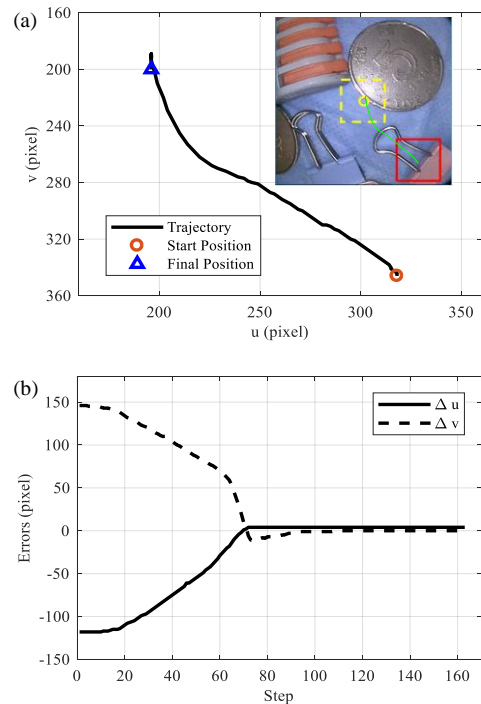 (a)
160
200
240
280
320
360
v (pixel)
Trajectory
Start Position
Final Position
200
250
300
350
u (pixel)
(b)
150
100
50
0
-50
-100
-150
Errors (pixel)
Δ u
Δ v
0 20 40 60 80 100 120 140 160
Step